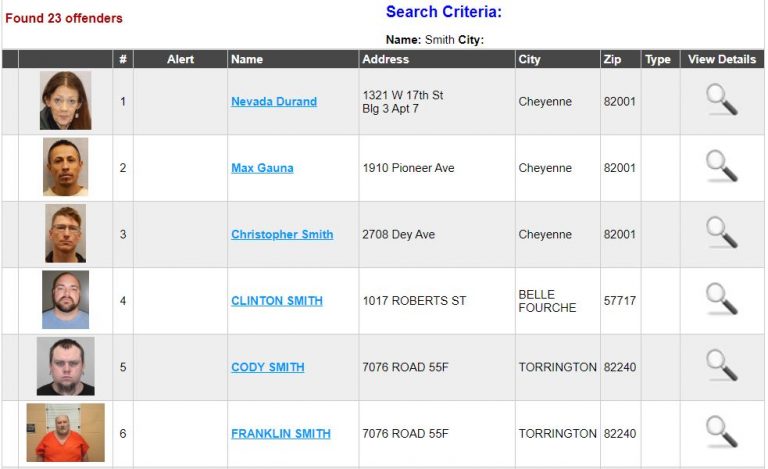 Found 23 offenders
Search Criteria:
Name: Smith City:
# Alert Name Address City Zip Type View Details
1 Nevada Durand 1321 W 17th St Blg 3 Apt 7 Cheyenne 82001
2 Max Gauna 1910 Pioneer Ave Cheyenne 82001
3 Christopher Smith 2708 Dey Ave Cheyenne 82001
4 CLINTON SMITH 1017 ROBERTS ST BELLE FOURCHE 57717
5 CODY SMITH 7076 ROAD 55F TORRINGTON 82240
6 FRANKLIN SMITH 7076 ROAD 55F TORRINGTON 82240